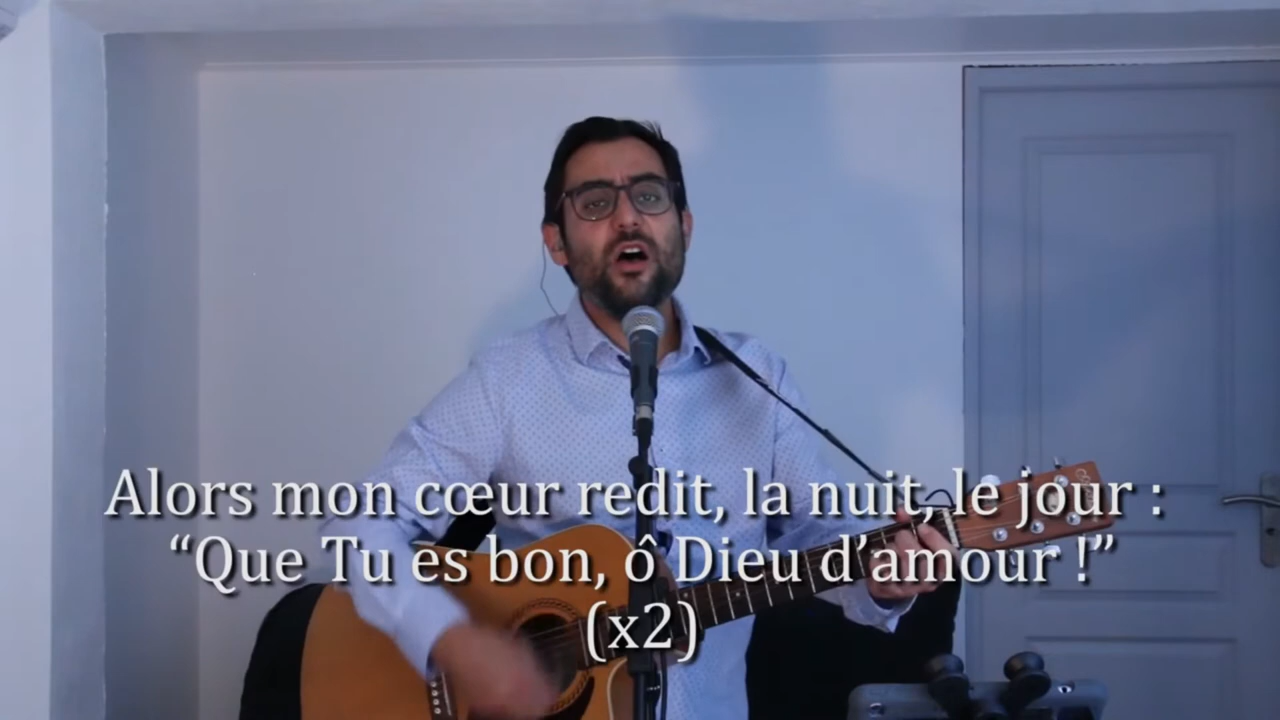 Alors mon cœur redit, la nuit, le jour :
“Que Tu es bon, ô Dieu d’amour !”
(x2)